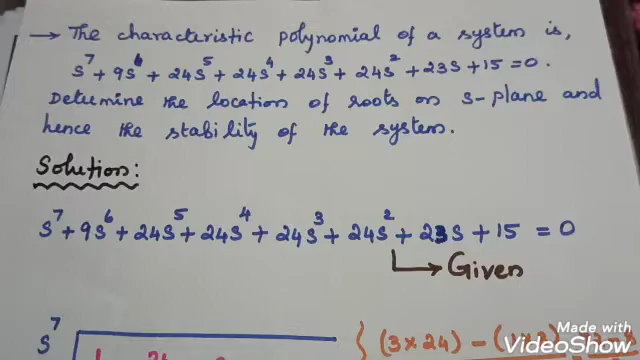 → The characteristic polynomial of a system is,
s⁷ + 9s⁶ + 24s⁵ + 24s⁴ + 24s³ + 24s² + 23s + 15 = 0.
Determine the location of roots on s-plane and
hence the stability of the system.
Solution:
s⁷ + 9s⁶ + 24s⁵ + 24s⁴ + 24s³ + 24s² + 23s + 15 = 0
↳ Given
s⁷
{ (3×24) - (1×
Made with
VideoShow